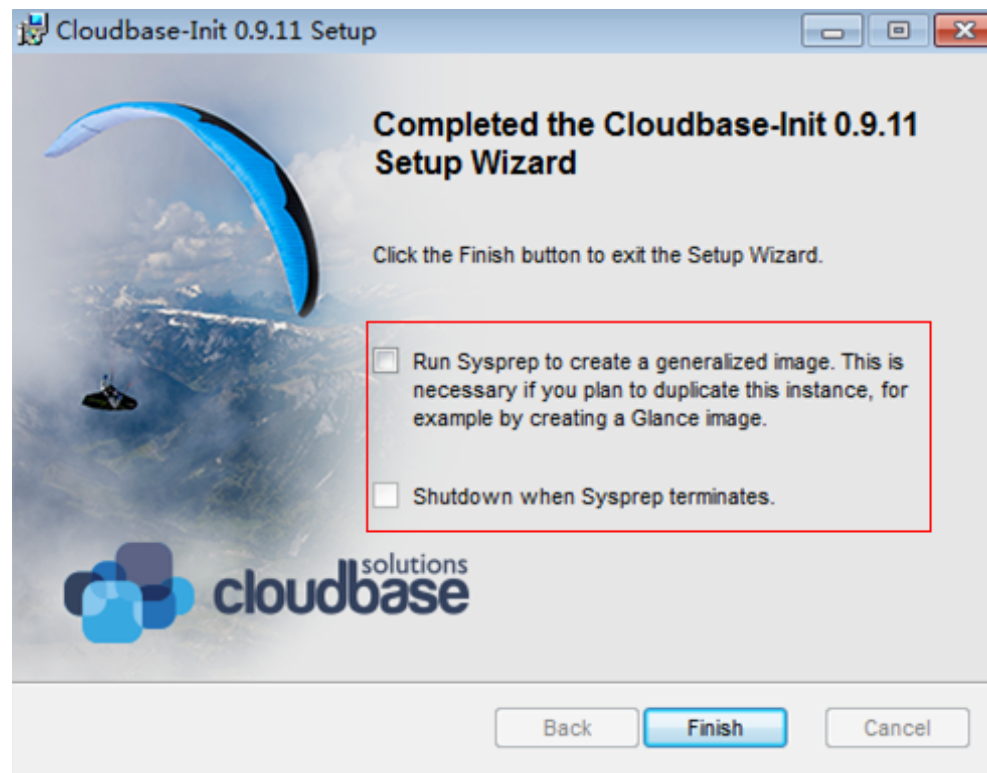 Cloudbase-Init 0.9.11 Setup
Completed the Cloudbase-Init 0.9.11
Setup Wizard
Click the Finish button to exit the Setup Wizard.
Run Sysprep to create a generalized image. This is
necessary if you plan to duplicate this instance, for
example by creating a Glance image.
Shutdown when Sysprep terminates.
solutions
cloudbase
Back
Finish
Cancel